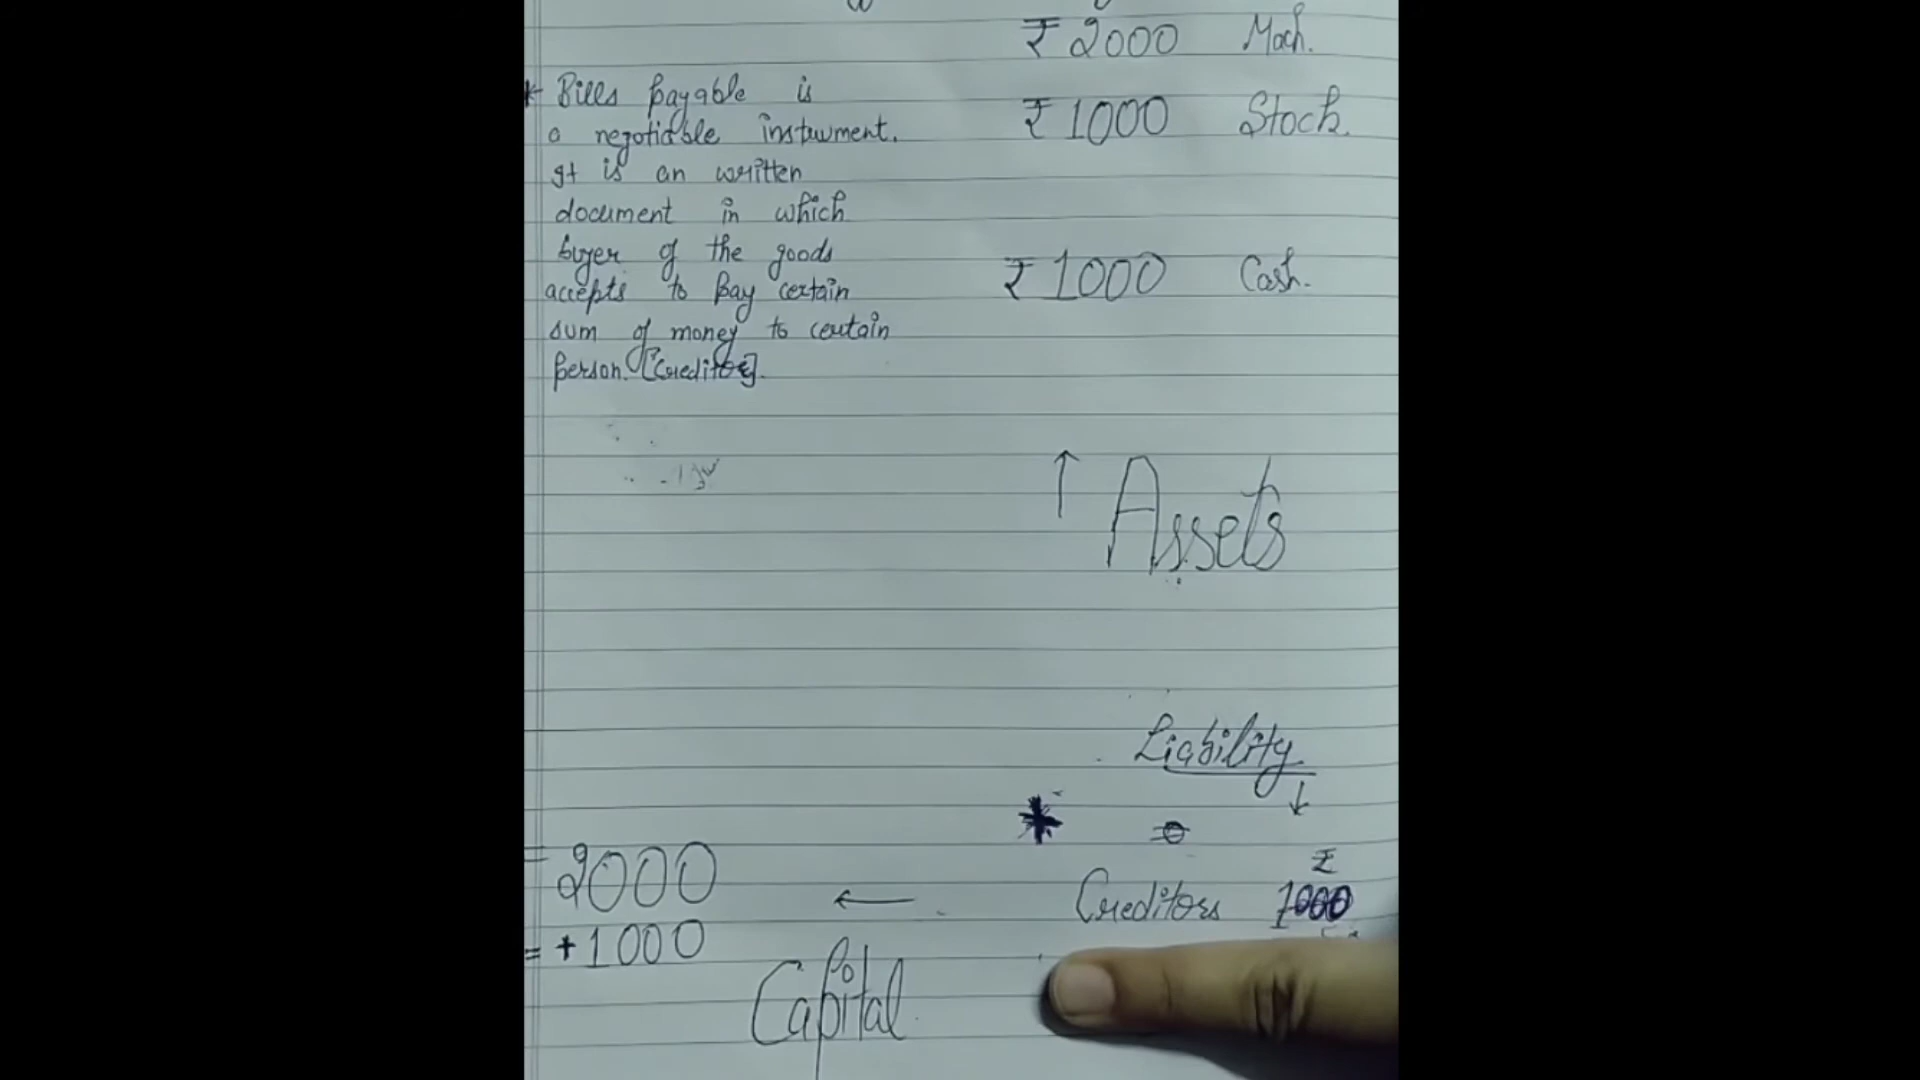 ₹ 2000 Mach.
* Bills payable is
a negotiable instrument.
It is an written
document in which
buyer of the goods
accepts to pay certain
sum of money to certain
person. [Creditor].
₹ 1000 Stock.
₹ 1000 Cash.
↑ Assets
Liability
↓
*
₹
= 2000 ← Creditors 1000
= +1000
Capital